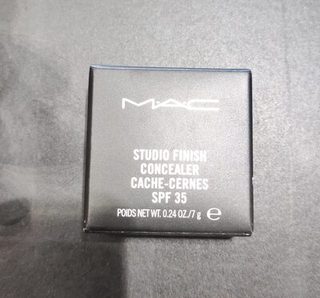 MAC
STUDIO FINISH
CONCEALER
CACHE-CERNES
SPF 35
POIDS NET WT. 0.24 OZ./7 g ℮